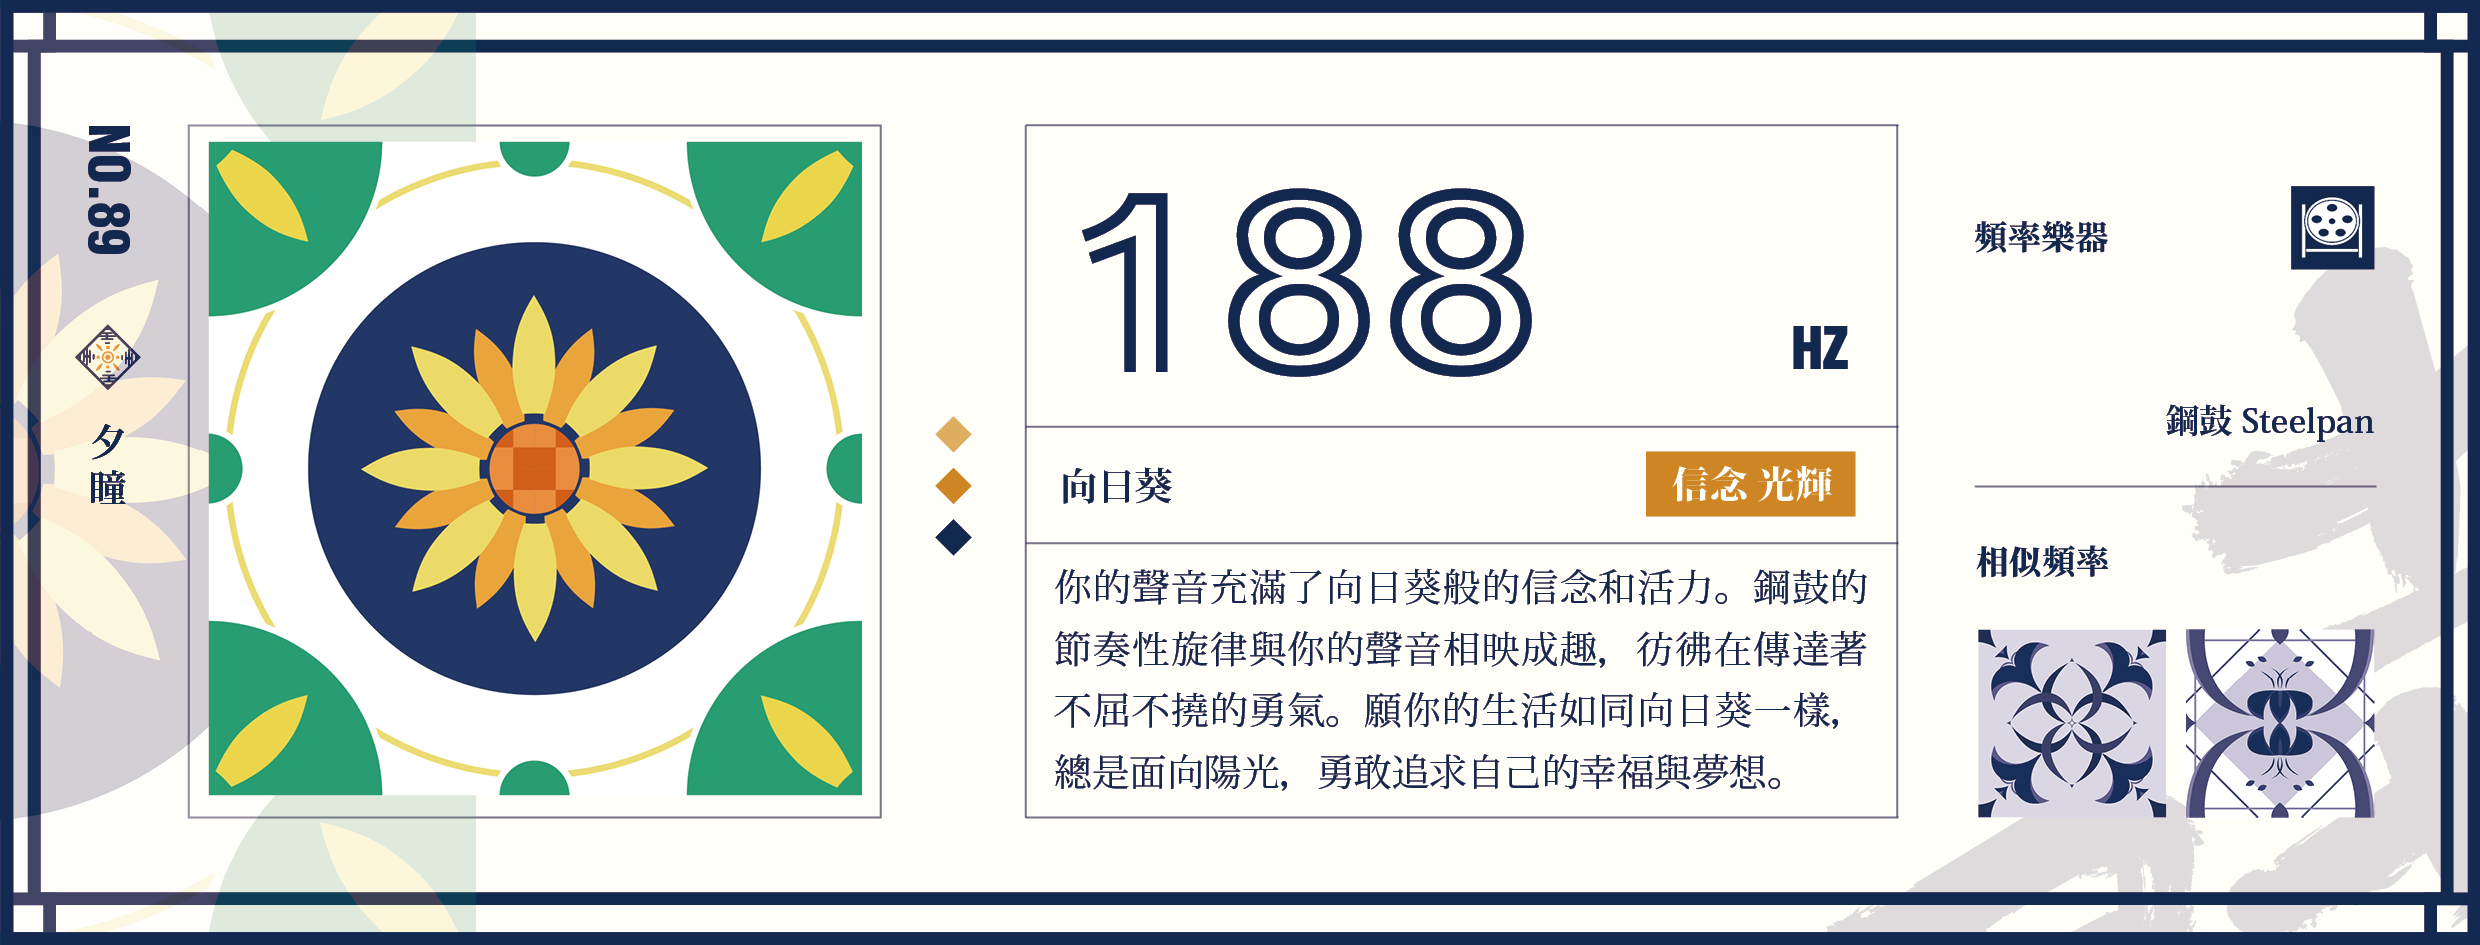 NO.89
夕瞳
188
HZ
向日葵
信念 光輝
你的聲音充滿了向日葵般的信念和活力。鋼鼓的
節奏性旋律與你的聲音相映成趣，彷彿在傳達著
不屈不撓的勇氣。願你的生活如同向日葵一樣，
總是面向陽光，勇敢追求自己的幸福與夢想。
頻率樂器
鋼鼓 Steelpan
相似頻率